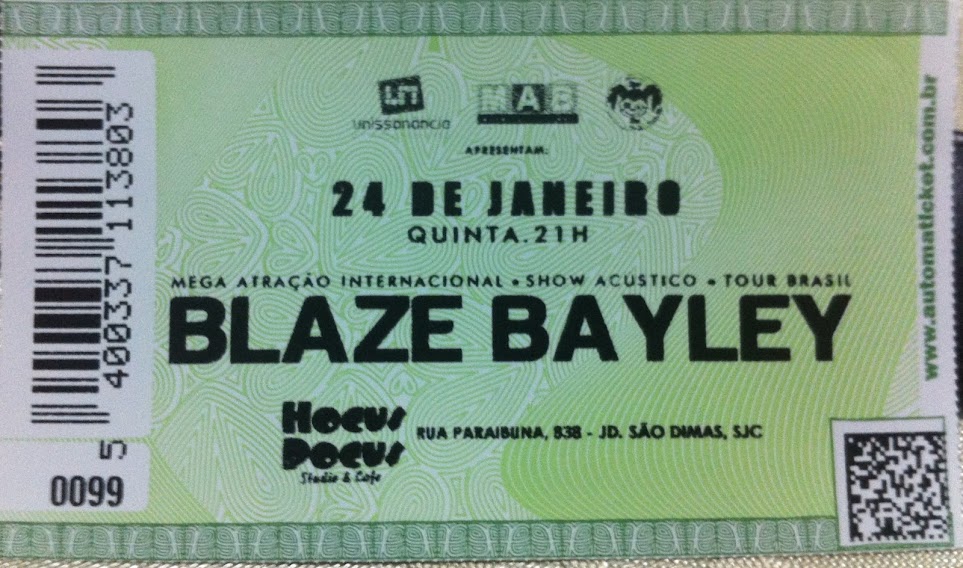 unissonancia
MAB
APRESENTAM:
24 DE JANEIRO
QUINTA.21H
MEGA ATRAÇÃO INTERNACIONAL • SHOW ACUSTICO • TOUR BRASIL
BLAZE BAYLEY
Hocus
Pocus
Studio & Cafe
RUA PARAIBUNA, 838 - JD. SÃO DIMAS, SJC
www.automaticket.com.br
5 400337 113803
0099